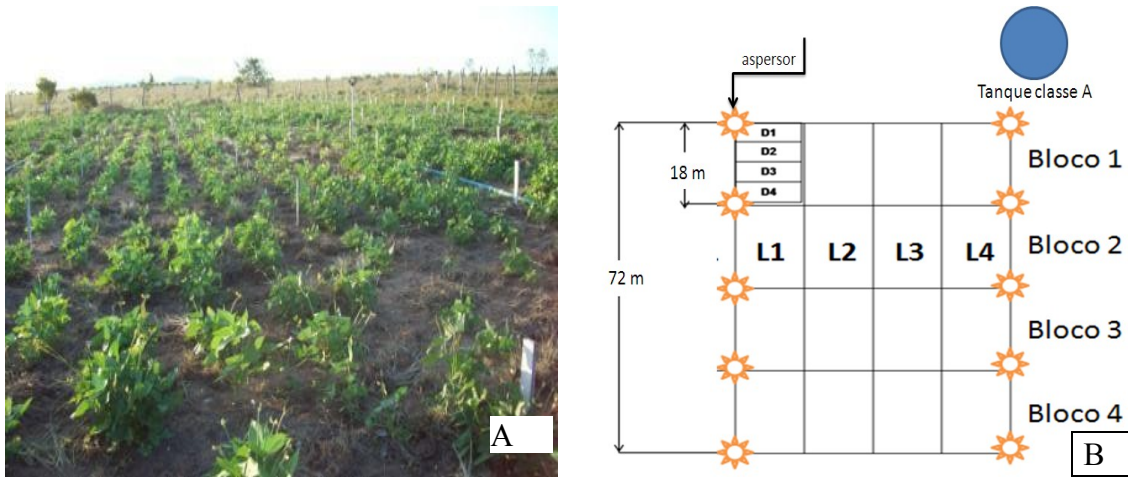 A
aspersor
Tanque classe A
D1
D2
D3
D4
18 m
72 m
L1 L2 L3 L4
Bloco 1
Bloco 2
Bloco 3
Bloco 4
B